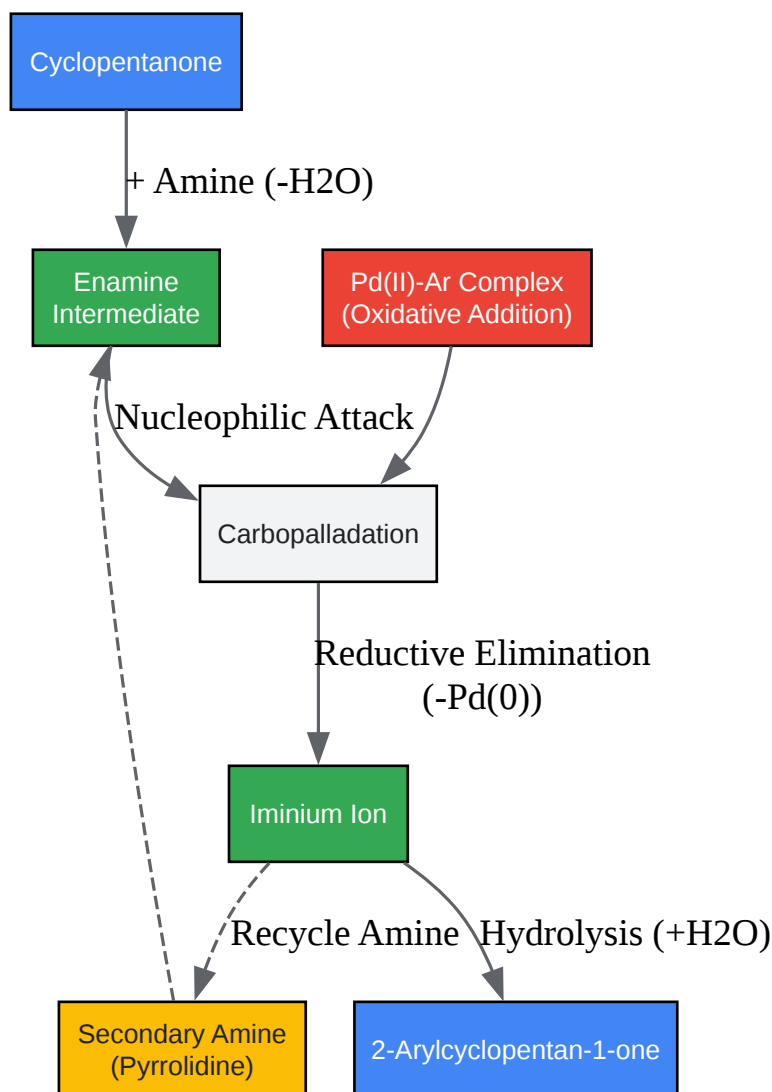 Cyclopentanone
+ Amine (-H2O)
Enamine
Intermediate
Pd(II)-Ar Complex
(Oxidative Addition)
Nucleophilic Attack
Carbopalladation
Reductive Elimination
(-Pd(0))
Iminium Ion
Recycle Amine
Hydrolysis (+H2O)
Secondary Amine
(Pyrrolidine)
2-Arylcyclopentan-1-one